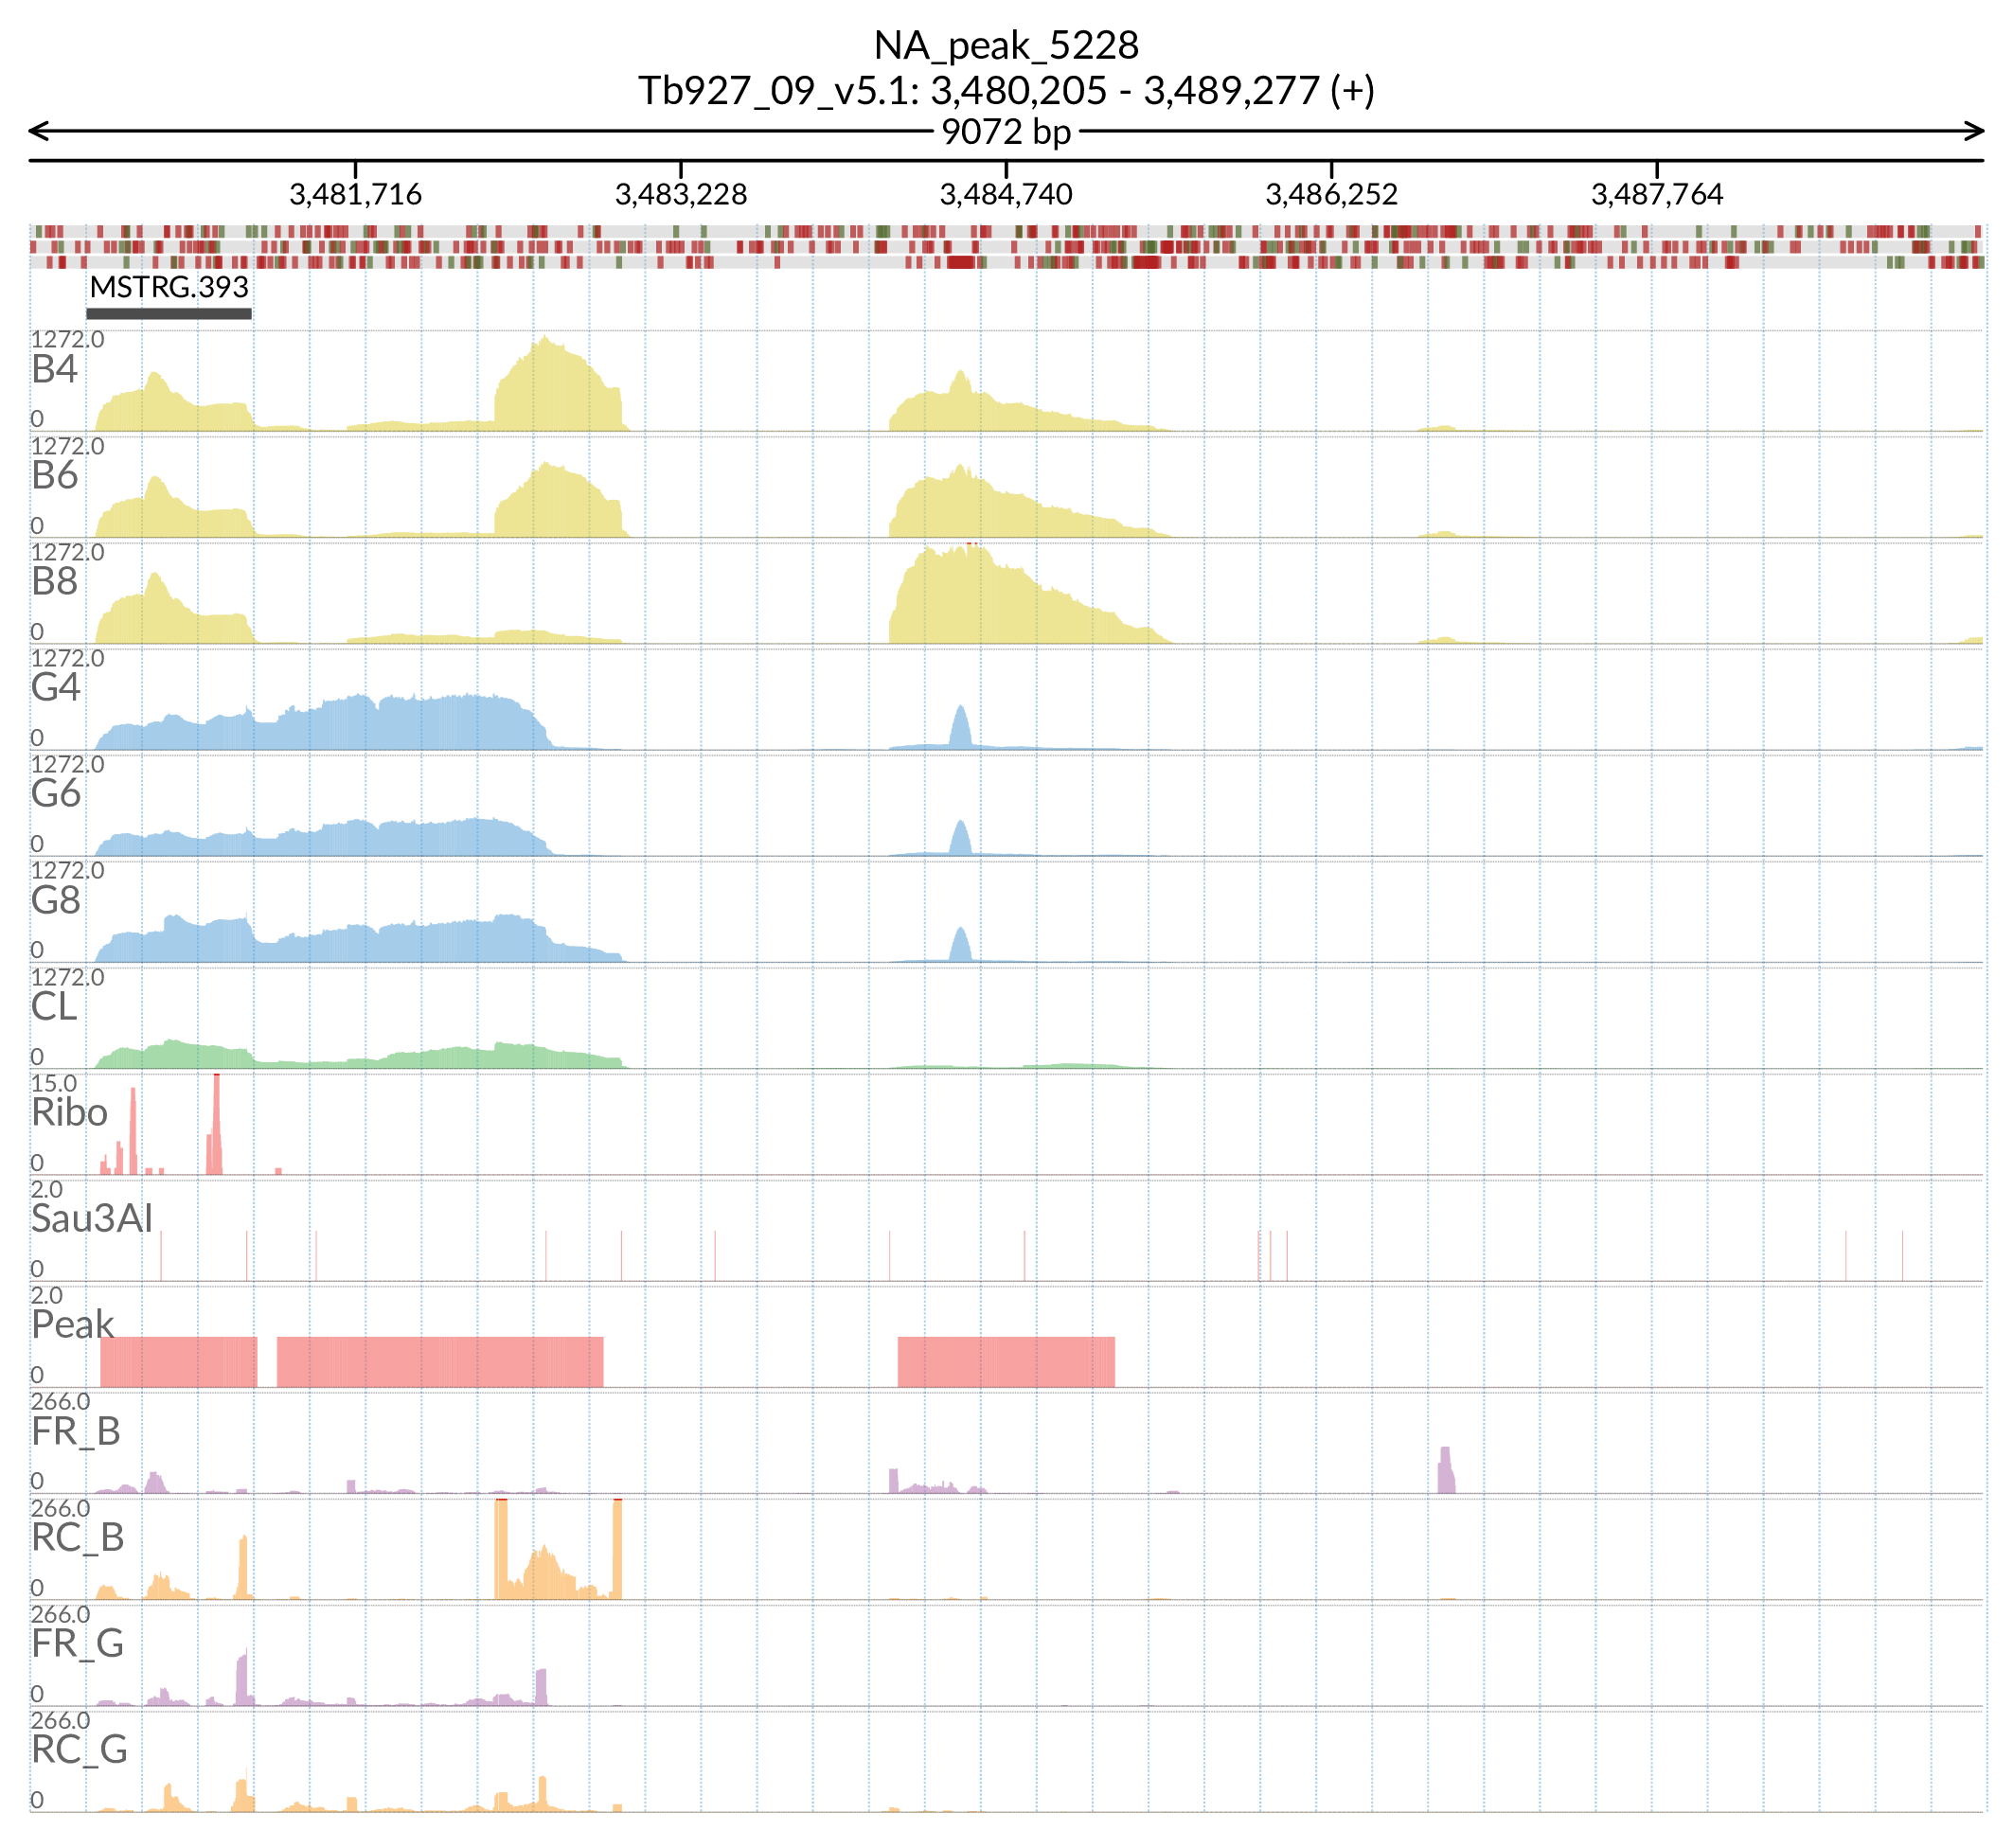 NA_peak_5228
Tb927_09_v5.1: 3,480,205 - 3,489,277 (+)
9072 bp
3,481,716 3,483,228 3,484,740 3,486,252 3,487,764
MSTRG.393
1272.0
B4
0
1272.0
B6
0
1272.0
B8
0
1272.0
G4
0
1272.0
G6
0
1272.0
G8
0
1272.0
CL
0
15.0
Ribo
0
2.0
Sau3AI
0
2.0
Peak
0
266.0
FR_B
0
266.0
RC_B
0
266.0
FR_G
0
266.0
RC_G
0